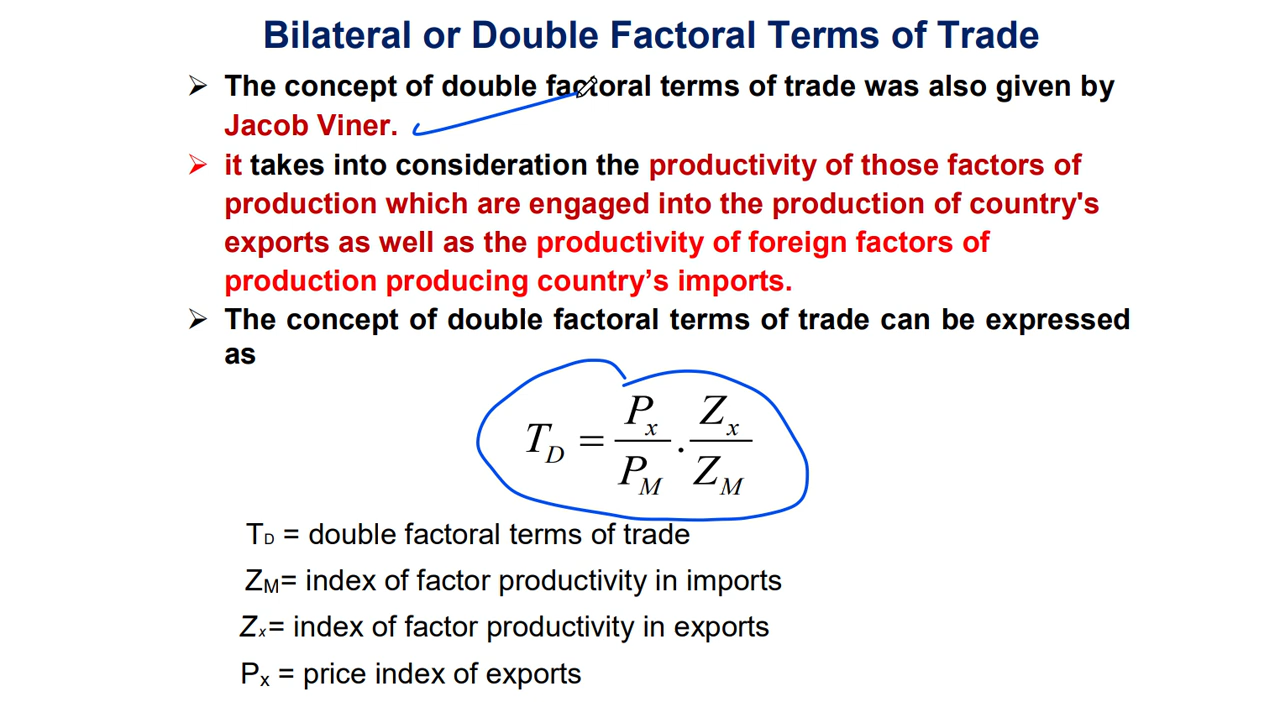 Bilateral or Double Factoral Terms of Trade
➢ The concept of double factoral terms of trade was also given by
Jacob Viner.
➢ it takes into consideration the productivity of those factors of
production which are engaged into the production of country's
exports as well as the productivity of foreign factors of
production producing country’s imports.
➢ The concept of double factoral terms of trade can be expressed
as
T_D = P_x/P_M . Z_x/Z_M
T_D = double factoral terms of trade
Z_M= index of factor productivity in imports
Z_x= index of factor productivity in exports
P_x = price index of exports